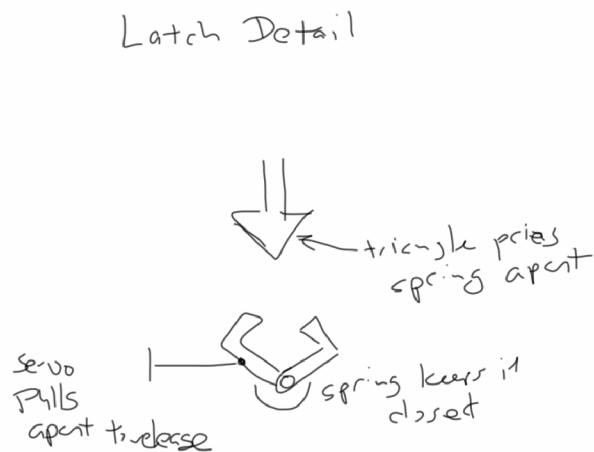 Latch Detail
triangle pries
spring apart
servo
pulls
apart to release
spring keeps it
closed